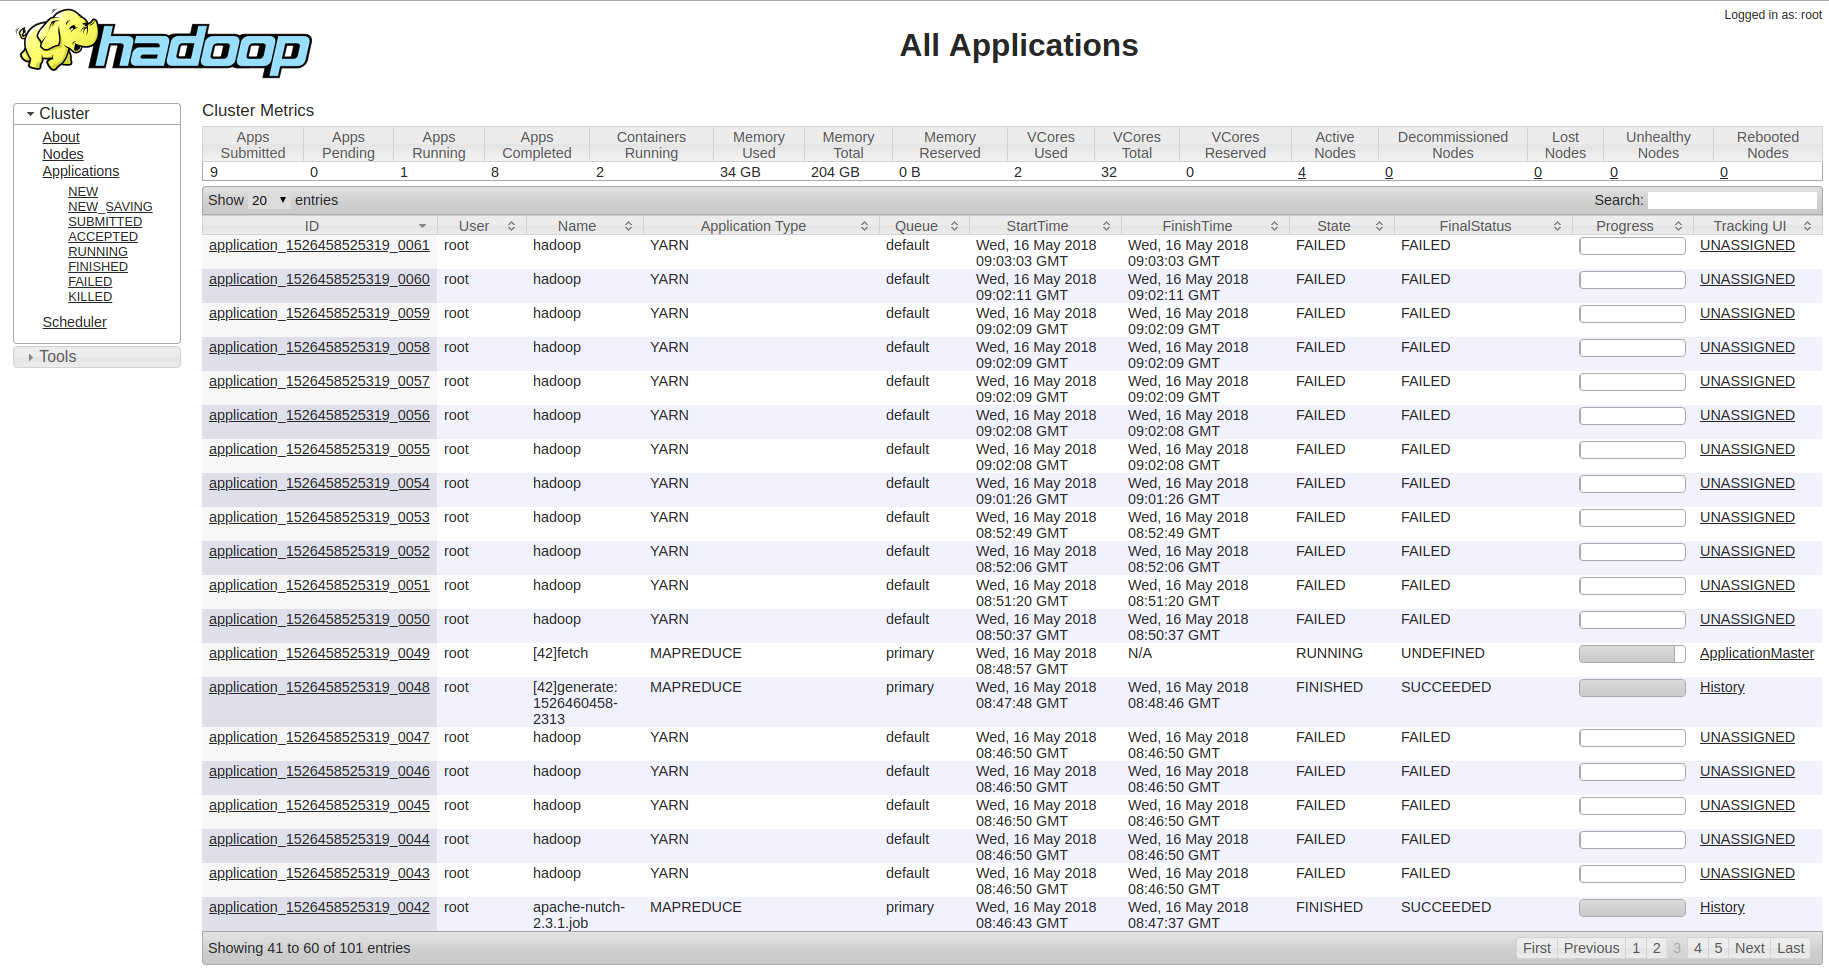 Logged in as: root
hadoop
All Applications
Cluster
About
Nodes
Applications
NEW
NEW_SAVING
SUBMITTED
ACCEPTED
RUNNING
FINISHED
FAILED
KILLED
Scheduler
Tools
Cluster Metrics
Apps Submitted Apps Pending Apps Running Apps Completed Containers Running Memory Used Memory Total Memory Reserved VCores Used VCores Total VCores Reserved Active Nodes Decommissioned Nodes Lost Nodes Unhealthy Nodes Rebooted Nodes
9 0 1 8 2 34 GB 204 GB 0 B 2 32 0 4 0 0 0 0
Show 20 entries Search:
ID User Name Application Type Queue StartTime FinishTime State FinalStatus Progress Tracking UI
application_1526458525319_0061 root hadoop YARN default Wed, 16 May 2018 09:03:03 GMT Wed, 16 May 2018 09:03:03 GMT FAILED FAILED UNASSIGNED
application_1526458525319_0060 root hadoop YARN default Wed, 16 May 2018 09:02:11 GMT Wed, 16 May 2018 09:02:11 GMT FAILED FAILED UNASSIGNED
application_1526458525319_0059 root hadoop YARN default Wed, 16 May 2018 09:02:09 GMT Wed, 16 May 2018 09:02:09 GMT FAILED FAILED UNASSIGNED
application_1526458525319_0058 root hadoop YARN default Wed, 16 May 2018 09:02:09 GMT Wed, 16 May 2018 09:02:09 GMT FAILED FAILED UNASSIGNED
application_1526458525319_0057 root hadoop YARN default Wed, 16 May 2018 09:02:09 GMT Wed, 16 May 2018 09:02:09 GMT FAILED FAILED UNASSIGNED
application_1526458525319_0056 root hadoop YARN default Wed, 16 May 2018 09:02:08 GMT Wed, 16 May 2018 09:02:08 GMT FAILED FAILED UNASSIGNED
application_1526458525319_0055 root hadoop YARN default Wed, 16 May 2018 09:02:08 GMT Wed, 16 May 2018 09:02:08 GMT FAILED FAILED UNASSIGNED
application_1526458525319_0054 root hadoop YARN default Wed, 16 May 2018 09:01:26 GMT Wed, 16 May 2018 09:01:26 GMT FAILED FAILED UNASSIGNED
application_1526458525319_0053 root hadoop YARN default Wed, 16 May 2018 08:52:49 GMT Wed, 16 May 2018 08:52:49 GMT FAILED FAILED UNASSIGNED
application_1526458525319_0052 root hadoop YARN default Wed, 16 May 2018 08:52:06 GMT Wed, 16 May 2018 08:52:06 GMT FAILED FAILED UNASSIGNED
application_1526458525319_0051 root hadoop YARN default Wed, 16 May 2018 08:51:20 GMT Wed, 16 May 2018 08:51:20 GMT FAILED FAILED UNASSIGNED
application_1526458525319_0050 root hadoop YARN default Wed, 16 May 2018 08:50:37 GMT Wed, 16 May 2018 08:50:37 GMT FAILED FAILED UNASSIGNED
application_1526458525319_0049 root [42]fetch MAPREDUCE primary Wed, 16 May 2018 08:48:57 GMT N/A RUNNING UNDEFINED ApplicationMaster
application_1526458525319_0048 root [42]generate: 1526460458-2313 MAPREDUCE primary Wed, 16 May 2018 08:47:48 GMT Wed, 16 May 2018 08:48:46 GMT FINISHED SUCCEEDED History
application_1526458525319_0047 root hadoop YARN default Wed, 16 May 2018 08:46:50 GMT Wed, 16 May 2018 08:46:50 GMT FAILED FAILED UNASSIGNED
application_1526458525319_0046 root hadoop YARN default Wed, 16 May 2018 08:46:50 GMT Wed, 16 May 2018 08:46:50 GMT FAILED FAILED UNASSIGNED
application_1526458525319_0045 root hadoop YARN default Wed, 16 May 2018 08:46:50 GMT Wed, 16 May 2018 08:46:50 GMT FAILED FAILED UNASSIGNED
application_1526458525319_0044 root hadoop YARN default Wed, 16 May 2018 08:46:50 GMT Wed, 16 May 2018 08:46:50 GMT FAILED FAILED UNASSIGNED
application_1526458525319_0043 root hadoop YARN default Wed, 16 May 2018 08:46:50 GMT Wed, 16 May 2018 08:46:50 GMT FAILED FAILED UNASSIGNED
application_1526458525319_0042 root apache-nutch-2.3.1.job MAPREDUCE primary Wed, 16 May 2018 08:46:43 GMT Wed, 16 May 2018 08:47:37 GMT FINISHED SUCCEEDED History
Showing 41 to 60 of 101 entries First Previous 1 2 3 4 5 Next Last